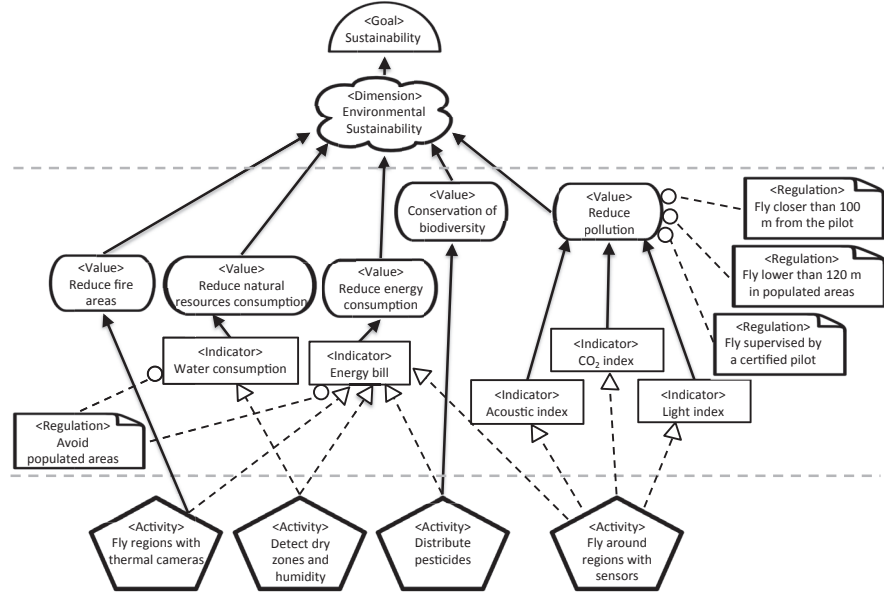 <Goal>
Sustainability
<Dimension>
Environmental
Sustainability
<Value>
Conservation of
biodiversity
<Value>
Reduce
pollution
<Regulation>
Fly closer than 100
m from the pilot
<Regulation>
Fly lower than 120 m
in populated areas
<Regulation>
Fly supervised by
a certified pilot
<Value>
Reduce fire
areas
<Value>
Reduce natural
resources consumption
<Value>
Reduce energy
consumption
<Indicator>
Water consumption
<Indicator>
Energy bill
<Indicator>
CO₂ index
<Indicator>
Acoustic index
<Indicator>
Light index
<Regulation>
Avoid
populated areas
<Activity>
Fly regions with
thermal cameras
<Activity>
Detect dry
zones and
humidity
<Activity>
Distribute
pesticides
<Activity>
Fly around
regions with
sensors